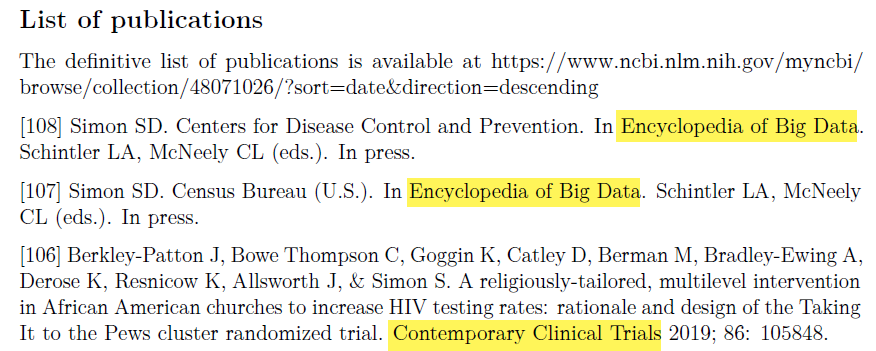 List of publications
The definitive list of publications is available at https://www.ncbi.nlm.nih.gov/myncbi/
browse/collection/48071026/?sort=date&direction=descending
[108] Simon SD. Centers for Disease Control and Prevention. In Encyclopedia of Big Data.
Schintler LA, McNeely CL (eds.). In press.
[107] Simon SD. Census Bureau (U.S.). In Encyclopedia of Big Data. Schintler LA, McNeely
CL (eds.). In press.
[106] Berkley-Patton J, Bowe Thompson C, Goggin K, Catley D, Berman M, Bradley-Ewing A,
Derose K, Resnicow K, Allsworth J, & Simon S. A religiously-tailored, multilevel intervention
in African American churches to increase HIV testing rates: rationale and design of the Taking
It to the Pews cluster randomized trial. Contemporary Clinical Trials 2019; 86: 105848.